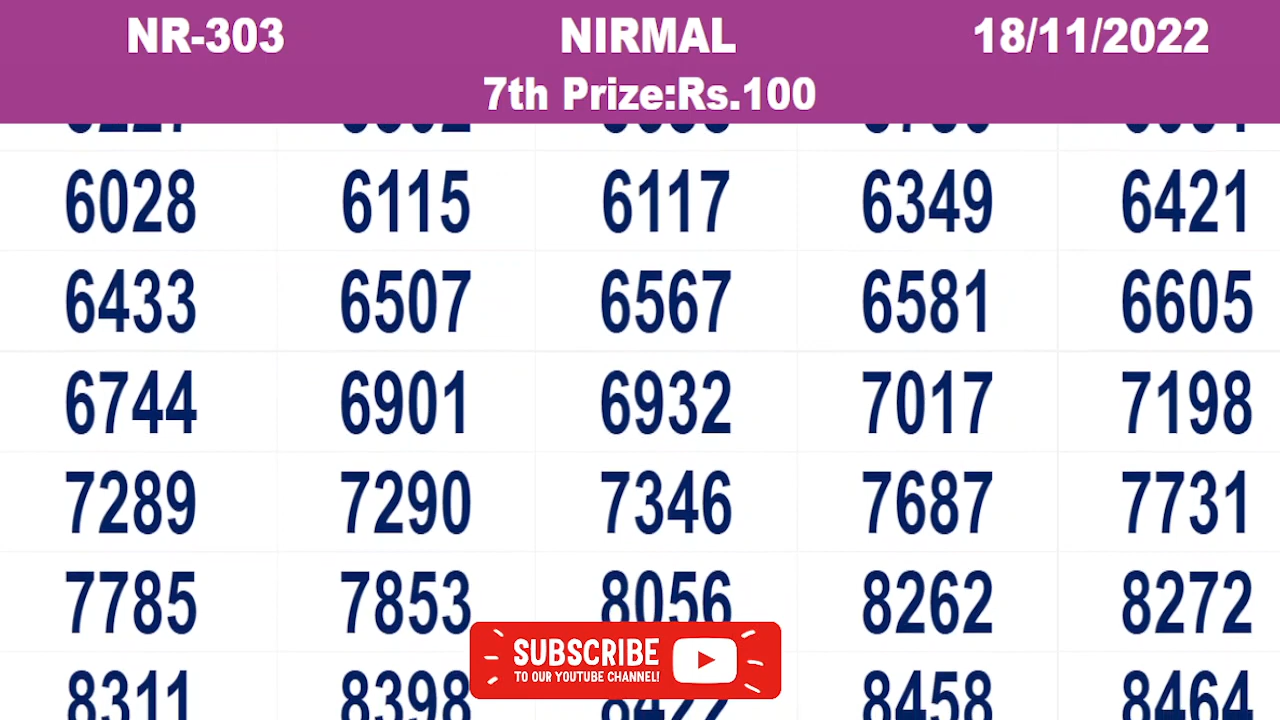 NR-303 NIRMAL 18/11/2022
7th Prize:Rs.100
6028 6115 6117 6349 6421
6433 6507 6567 6581 6605
6744 6901 6932 7017 7198
7289 7290 7346 7687 7731
7785 7853 8056 8262 8272
SUBSCRIBE
TO OUR YOUTUBE CHANNEL!
8311 8398 8422 8458 8464